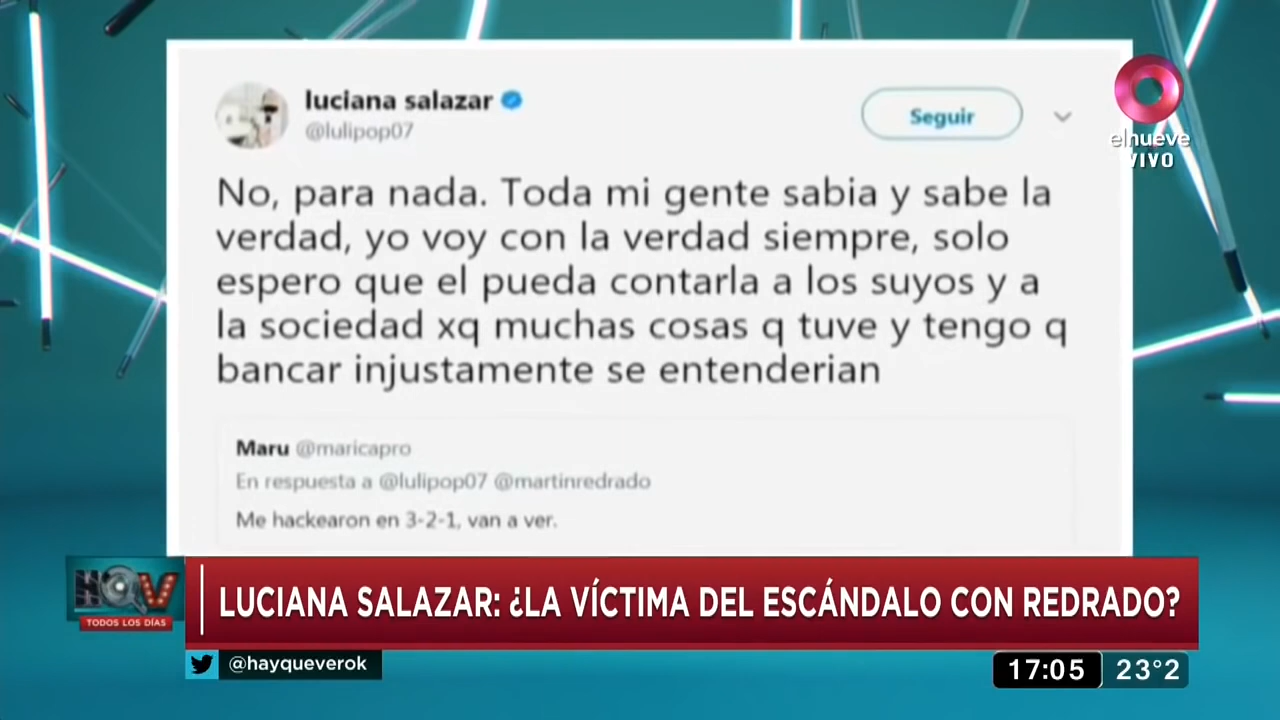 luciana salazar
@lulipop07
Seguir
elnueve
VIVO
No, para nada. Toda mi gente sabia y sabe la
verdad, yo voy con la verdad siempre, solo
espero que el pueda contarla a los suyos y a
la sociedad xq muchas cosas q tuve y tengo q
bancar injustamente se entenderian
Maru @maricapro
En respuesta a @lulipop07 @martinredrado
Me hackearon en 3-2-1, van a ver.
HQV
TODOS LOS DÍAS
LUCIANA SALAZAR: ¿LA VÍCTIMA DEL ESCÁNDALO CON REDRADO?
@hayqueverok
17:05 23°2